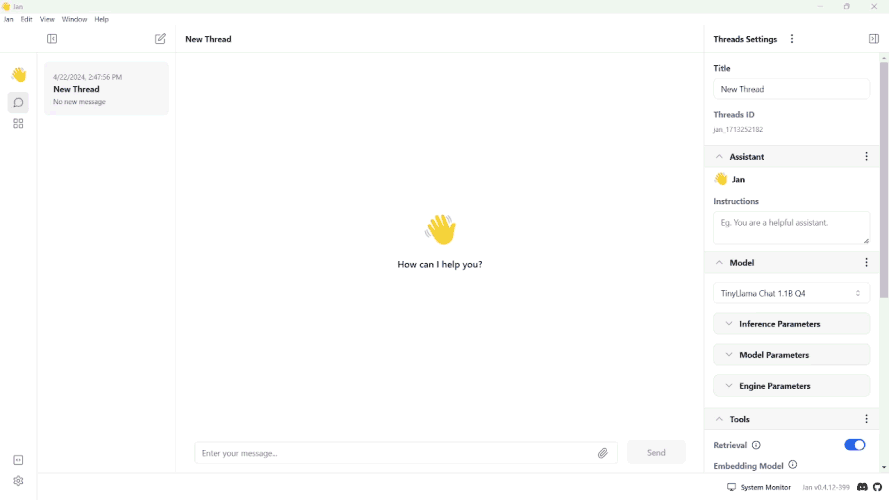 Jan
Jan Edit View Window Help
New Thread
Threads Settings
4/22/2024, 2:47:56 PM
New Thread
No new message
How can I help you?
Enter your message...
Send
Title
New Thread
Threads ID
jan_1713252182
Assistant
Jan
Instructions
Eg. You are a helpful assistant.
Model
TinyLlama Chat 1.1B Q4
Inference Parameters
Model Parameters
Engine Parameters
Tools
Retrieval
Embedding Model
System Monitor
Jan v0.4.12-399